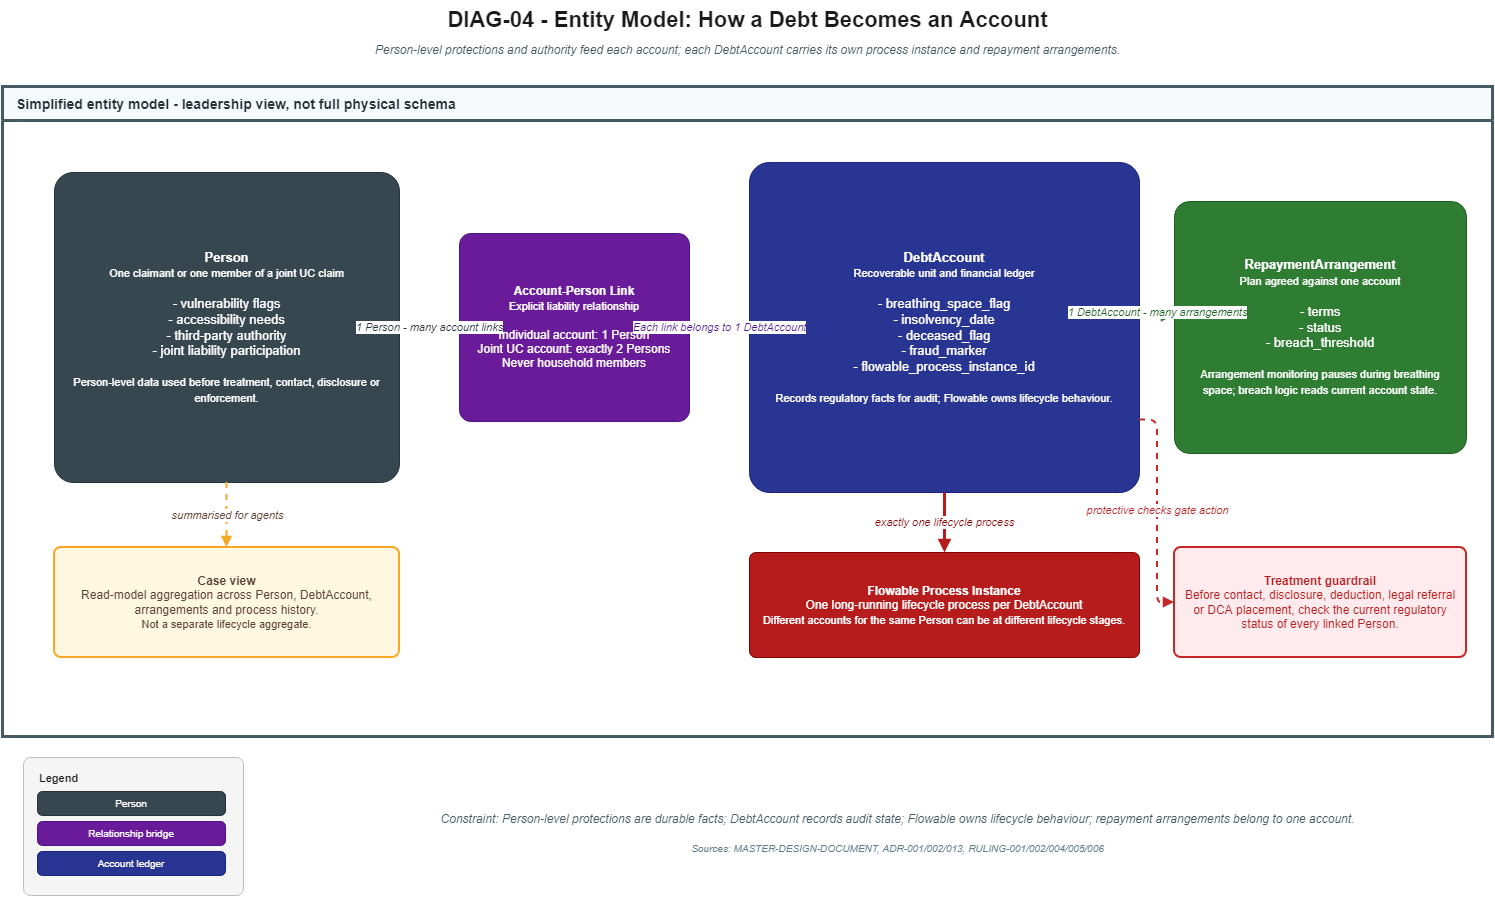 DIAG-04 - Entity Model: How a Debt Becomes an Account
Person-level protections and authority feed each account; each DebtAccount carries its own process instance and repayment arrangements.
Simplified entity model - leadership view, not full physical schema
Person
One claimant or one member of a joint UC claim
- vulnerability flags
- accessibility needs
- third-party authority
- joint liability participation
Person-level data used before treatment, contact, disclosure or
enforcement.
1 Person - many account links
Account-Person Link
Explicit liability relationship
Individual account: 1 Person
Joint UC account: exactly 2 Persons
Never household members
Each link belongs to 1 DebtAccount
DebtAccount
Recoverable unit and financial ledger
- breathing_space_flag
- insolvency_date
- deceased_flag
- fraud_marker
- flowable_process_instance_id
Records regulatory facts for audit; Flowable owns lifecycle behaviour.
1 DebtAccount - many arrangements
RepaymentArrangement
Plan agreed against one account
- terms
- status
- breach_threshold
Arrangement monitoring pauses during breathing
space; breach logic reads current account state.
summarised for agents
exactly one lifecycle process
protective checks gate action
Case view
Read-model aggregation across Person, DebtAccount,
arrangements and process history.
Not a separate lifecycle aggregate.
Flowable Process Instance
One long-running lifecycle process per DebtAccount
Different accounts for the same Person can be at different lifecycle stages.
Treatment guardrail
Before contact, disclosure, deduction, legal referral
or DCA placement, check the current regulatory
status of every linked Person.
Legend
Person
Relationship bridge
Account ledger
Constraint: Person-level protections are durable facts; DebtAccount records audit state; Flowable owns lifecycle behaviour; repayment arrangements belong to one account.
Sources: MASTER-DESIGN-DOCUMENT, ADR-001/002/013, RULING-001/002/004/005/006